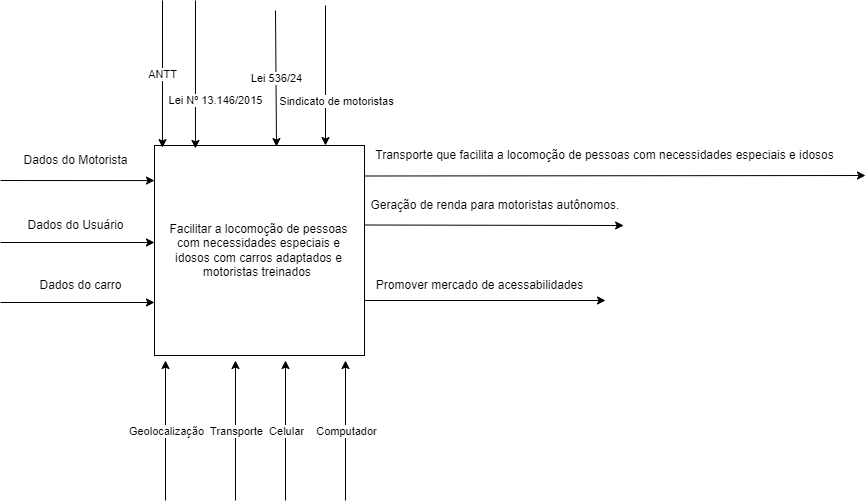 ANTT
Lei 536/24
Lei Nº 13.146/2015
Sindicato de motoristas
Dados do Motorista
Transporte que facilita a locomoção de pessoas com necessidades especiais e idosos
Geração de renda para motoristas autônomos.
Dados do Usuário
Facilitar a locomoção de pessoas
com necessidades especiais e
idosos com carros adaptados e
motoristas treinados
Dados do carro
Promover mercado de acessabilidades
Geolocalização
Transporte
Celular
Computador